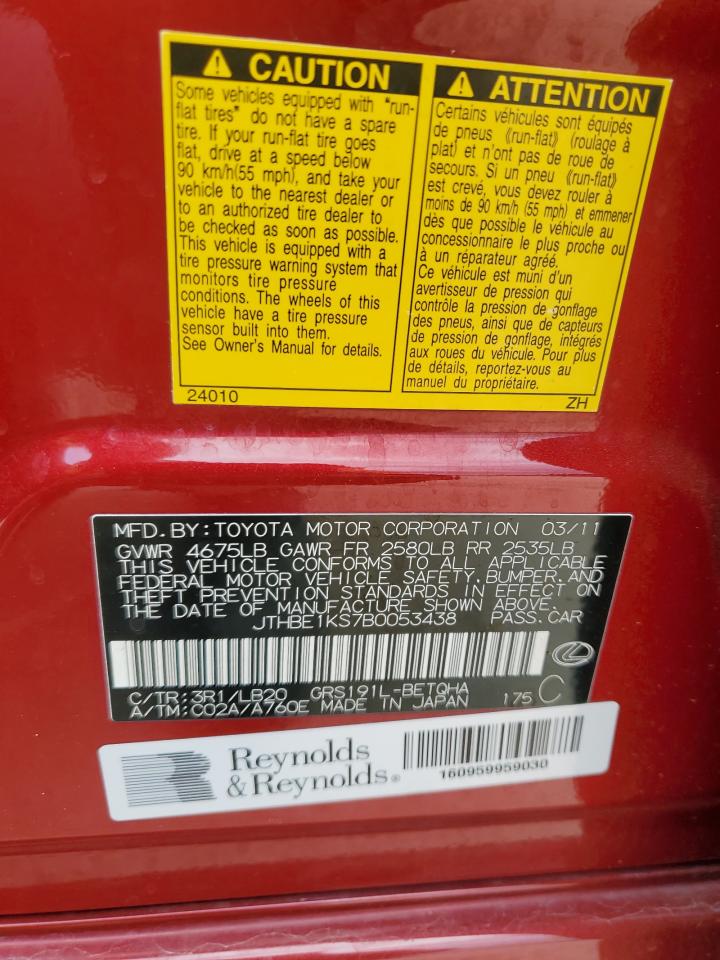 ⚠ CAUTION
Some vehicles equipped with "run-
flat tires" do not have a spare
tire. If your run-flat tire goes
flat, drive at a speed below
90 km/h(55 mph), and take your
vehicle to the nearest dealer or
to an authorized tire dealer to
be checked as soon as possible.
This vehicle is equipped with a
tire pressure warning system that
monitors tire pressure
conditions. The wheels of this
vehicle have a tire pressure
sensor built into them.
See Owner's Manual for details.
24010
⚠ ATTENTION
Certains véhicules sont équipés
de pneus 《run-flat》 (roulage à
plat) et n'ont pas de roue de
secours. Si un pneu 《run-flat》
est crevé, vous devez rouler à
moins de 90 km/h (55 mph) et emmener
dès que possible le véhicule au
concessionnaire le plus proche ou
à un réparateur agréé.
Ce véhicule est muni d'un
avertisseur de pression qui
contrôle la pression de gonflage
des pneus, ainsi que de capteurs
de pression de gonflage, intégrés
aux roues du véhicule. Pour plus
de détails, reportez-vous au
manuel du propriétaire.
ZH
MFD.BY:TOYOTA MOTOR CORPORATION 03/11
GVWR 4675LB GAWR FR 2580LB RR 2535LB
THIS VEHICLE CONFORMS TO ALL APPLICABLE
FEDERAL MOTOR VEHICLE SAFETY,BUMPER,AND
THEFT PREVENTION STANDARDS IN EFFECT ON
THE DATE OF MANUFACTURE SHOWN ABOVE.
JTHBE1KS7B0053438 PASS.CAR
C/TR:3R1/LB20 GRS191L-BETQHA
A/TM:C02A/A760E MADE IN JAPAN 175 C
Reynolds
&Reynolds®
160959959030